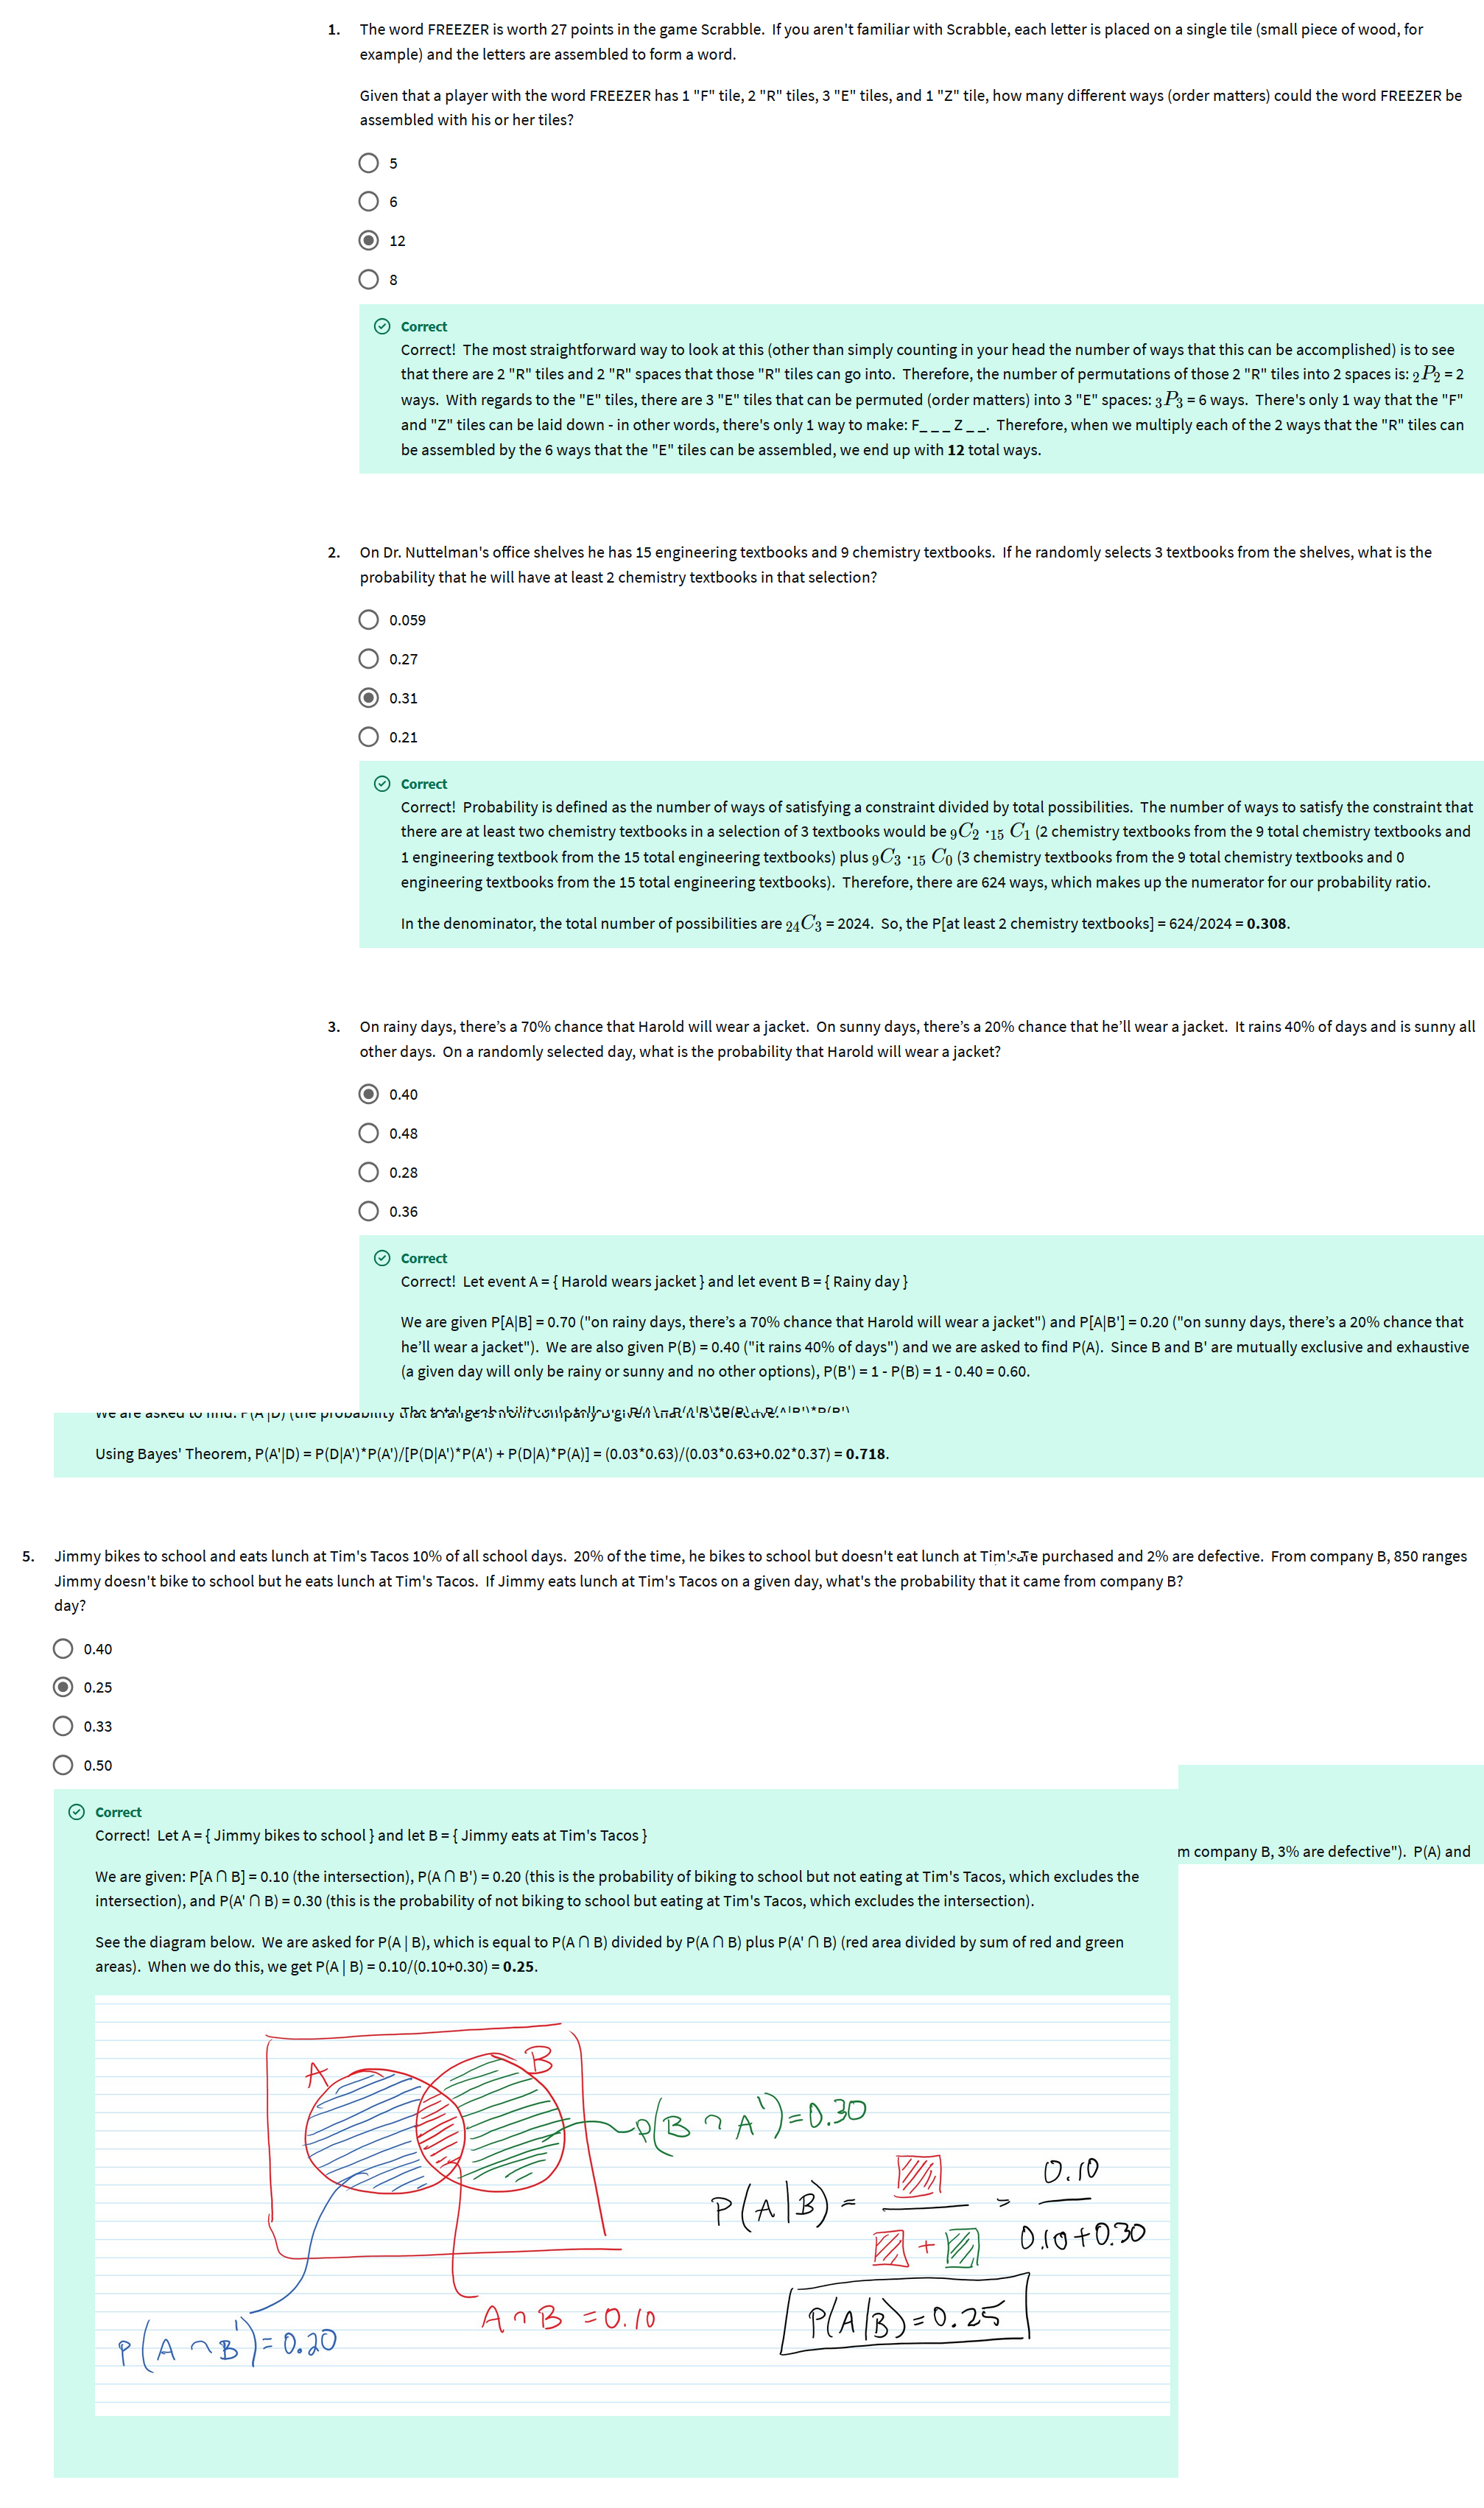 1. The word FREEZER is worth 27 points in the game Scrabble. If you aren't familiar with Scrabble, each letter is placed on a single tile (small piece of wood, for
example) and the letters are assembled to form a word.
Given that a player with the word FREEZER has 1 "F" tile, 2 "R" tiles, 3 "E" tiles, and 1 "Z" tile, how many different ways (order matters) could the word FREEZER be
assembled with his or her tiles?
5
6
12
8
Correct
Correct! The most straightforward way to look at this (other than simply counting in your head the number of ways that this can be accomplished) is to see
that there are 2 "R" tiles and 2 "R" spaces that those "R" tiles can go into. Therefore, the number of permutations of those 2 "R" tiles into 2 spaces is: ₂P₂ = 2
ways. With regards to the "E" tiles, there are 3 "E" tiles that can be permuted (order matters) into 3 "E" spaces: ₃P₃ = 6 ways. There's only 1 way that the "F"
and "Z" tiles can be laid down - in other words, there's only 1 way to make: F_ _ _ Z _ _. Therefore, when we multiply each of the 2 ways that the "R" tiles can
be assembled by the 6 ways that the "E" tiles can be assembled, we end up with 12 total ways.
2. On Dr. Nuttelman's office shelves he has 15 engineering textbooks and 9 chemistry textbooks. If he randomly selects 3 textbooks from the shelves, what is the
probability that he will have at least 2 chemistry textbooks in that selection?
0.059
0.27
0.31
0.21
Correct
Correct! Probability is defined as the number of ways of satisfying a constraint divided by total possibilities. The number of ways to satisfy the constraint that
there are at least two chemistry textbooks in a selection of 3 textbooks would be ₉C₂ ·₁₅ C₁ (2 chemistry textbooks from the 9 total chemistry textbooks and
1 engineering textbook from the 15 total engineering textbooks) plus ₉C₃ ·₁₅ C₀ (3 chemistry textbooks from the 9 total chemistry textbooks and 0
engineering textbooks from the 15 total engineering textbooks). Therefore, there are 624 ways, which makes up the numerator for our probability ratio.
In the denominator, the total number of possibilities are ₂₄C₃ = 2024. So, the P[at least 2 chemistry textbooks] = 624/2024 = 0.308.
3. On rainy days, there’s a 70% chance that Harold will wear a jacket. On sunny days, there’s a 20% chance that he’ll wear a jacket. It rains 40% of days and is sunny all
other days. On a randomly selected day, what is the probability that Harold will wear a jacket?
0.40
0.48
0.28
0.36
Correct
Correct! Let event A = { Harold wears jacket } and let event B = { Rainy day }
We are given P[A|B] = 0.70 ("on rainy days, there’s a 70% chance that Harold will wear a jacket") and P[A|B'] = 0.20 ("on sunny days, there’s a 20% chance that
he’ll wear a jacket"). We are also given P(B) = 0.40 ("it rains 40% of days") and we are asked to find P(A). Since B and B' are mutually exclusive and exhaustive
(a given day will only be rainy or sunny and no other options), P(B') = 1 - P(B) = 1 - 0.40 = 0.60.
Using Bayes' Theorem, P(A'|D) = P(D|A')*P(A')/[P(D|A')*P(A') + P(D|A)*P(A)] = (0.03*0.63)/(0.03*0.63+0.02*0.37) = 0.718.
5. Jimmy bikes to school and eats lunch at Tim's Tacos 10% of all school days. 20% of the time, he bikes to school but doesn't eat lunch at Tim's purchased and 2% are defective. From company B, 850 ranges
Jimmy doesn't bike to school but he eats lunch at Tim's Tacos. If Jimmy eats lunch at Tim's Tacos on a given day, what's the probability that it came from company B?
day?
0.40
0.25
0.33
0.50
Correct
Correct! Let A = { Jimmy bikes to school } and let B = { Jimmy eats at Tim's Tacos }
m company B, 3% are defective"). P(A) and
We are given: P[A ∩ B] = 0.10 (the intersection), P(A ∩ B') = 0.20 (this is the probability of biking to school but not eating at Tim's Tacos, which excludes the
intersection), and P(A' ∩ B) = 0.30 (this is the probability of not biking to school but eating at Tim's Tacos, which excludes the intersection).
See the diagram below. We are asked for P(A | B), which is equal to P(A ∩ B) divided by P(A ∩ B) plus P(A' ∩ B) (red area divided by sum of red and green
areas). When we do this, we get P(A | B) = 0.10/(0.10+0.30) = 0.25.
A
B
P(B ∩ A') = 0.30
P(A|B) = + = 0.10
0.10+0.30
A ∩ B = 0.10
P(A|B) = 0.25
P(A ∩ B') = 0.20